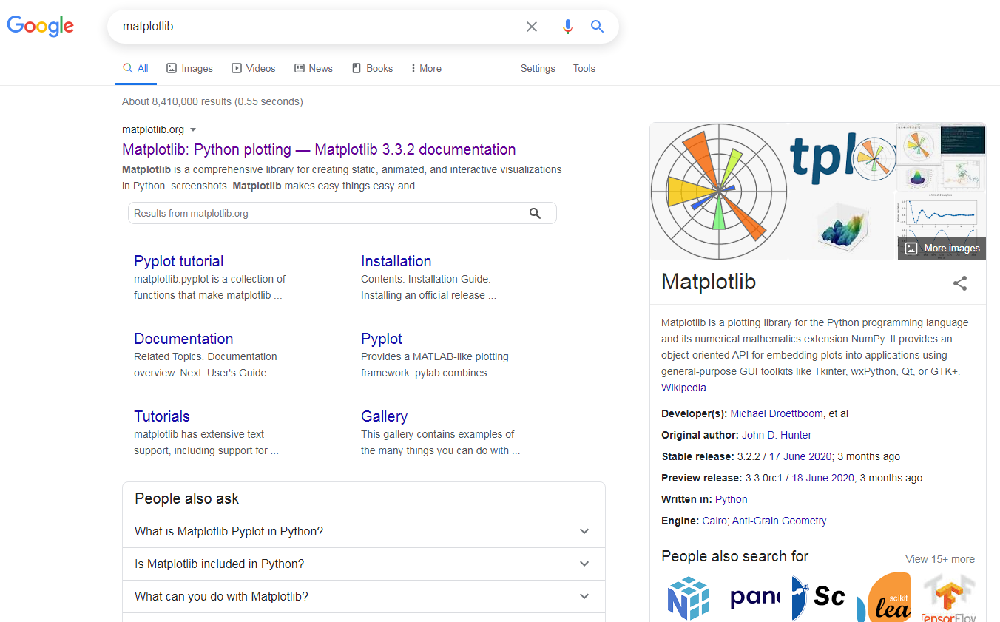 Google
matplotlib
All
Images
Videos
News
Books
More
Settings
Tools
About 8,410,000 results (0.55 seconds)
matplotlib.org
Matplotlib: Python plotting — Matplotlib 3.3.2 documentation
Matplotlib is a comprehensive library for creating static, animated, and interactive visualizations
in Python. screenshots. Matplotlib makes easy things easy and ...
Results from matplotlib.org
Pyplot tutorial
matplotlib.pyplot is a collection of
functions that make matplotlib ...
Installation
Contents. Installation Guide.
Installing an official release ...
Documentation
Related Topics. Documentation
overview. Next: User's Guide.
Pyplot
Provides a MATLAB-like plotting
framework. pylab combines ...
Tutorials
matplotlib has extensive text
support, including support for ...
Gallery
This gallery contains examples of
the many things you can do with ...
People also ask
What is Matplotlib Pyplot in Python?
Is Matplotlib included in Python?
What can you do with Matplotlib?
tpl
A tale of 2 subplots
More images
Matplotlib
Matplotlib is a plotting library for the Python programming language
and its numerical mathematics extension NumPy. It provides an
object-oriented API for embedding plots into applications using
general-purpose GUI toolkits like Tkinter, wxPython, Qt, or GTK+.
Wikipedia
Developer(s): Michael Droettboom, et al
Original author: John D. Hunter
Stable release: 3.2.2 / 17 June 2020; 3 months ago
Preview release: 3.3.0rc1 / 18 June 2020; 3 months ago
Written in: Python
Engine: Cairo; Anti-Grain Geometry
People also search for
View 15+ more
pand
Sc
scikit
lea
TensorFlow